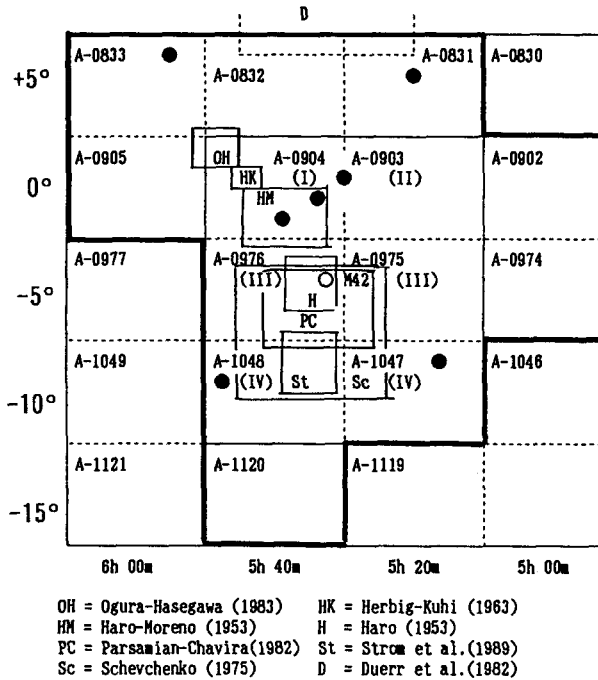 D
A-0833 A-0832 A-0831 A-0830
+5°
A-0905 OH A-0904 A-0903 A-0902
0° HK (I) (II)
HM
A-0977 A-0976 A-0975 A-0974
(III) M42 (III)
-5° H
PC
A-1049 A-1048 A-1047 A-1046
(IV) St Sc (IV)
-10°
A-1121 A-1120 A-1119
-15°
6h 00m 5h 40m 5h 20m 5h 00m
OH = Ogura-Hasegawa (1983) HK = Herbig-Kuhi (1963)
HM = Haro-Moreno (1953) H = Haro (1953)
PC = Parsamian-Chavira(1982) St = Strom et al.(1989)
Sc = Schevchenko (1975) D = Duerr et al.(1982)